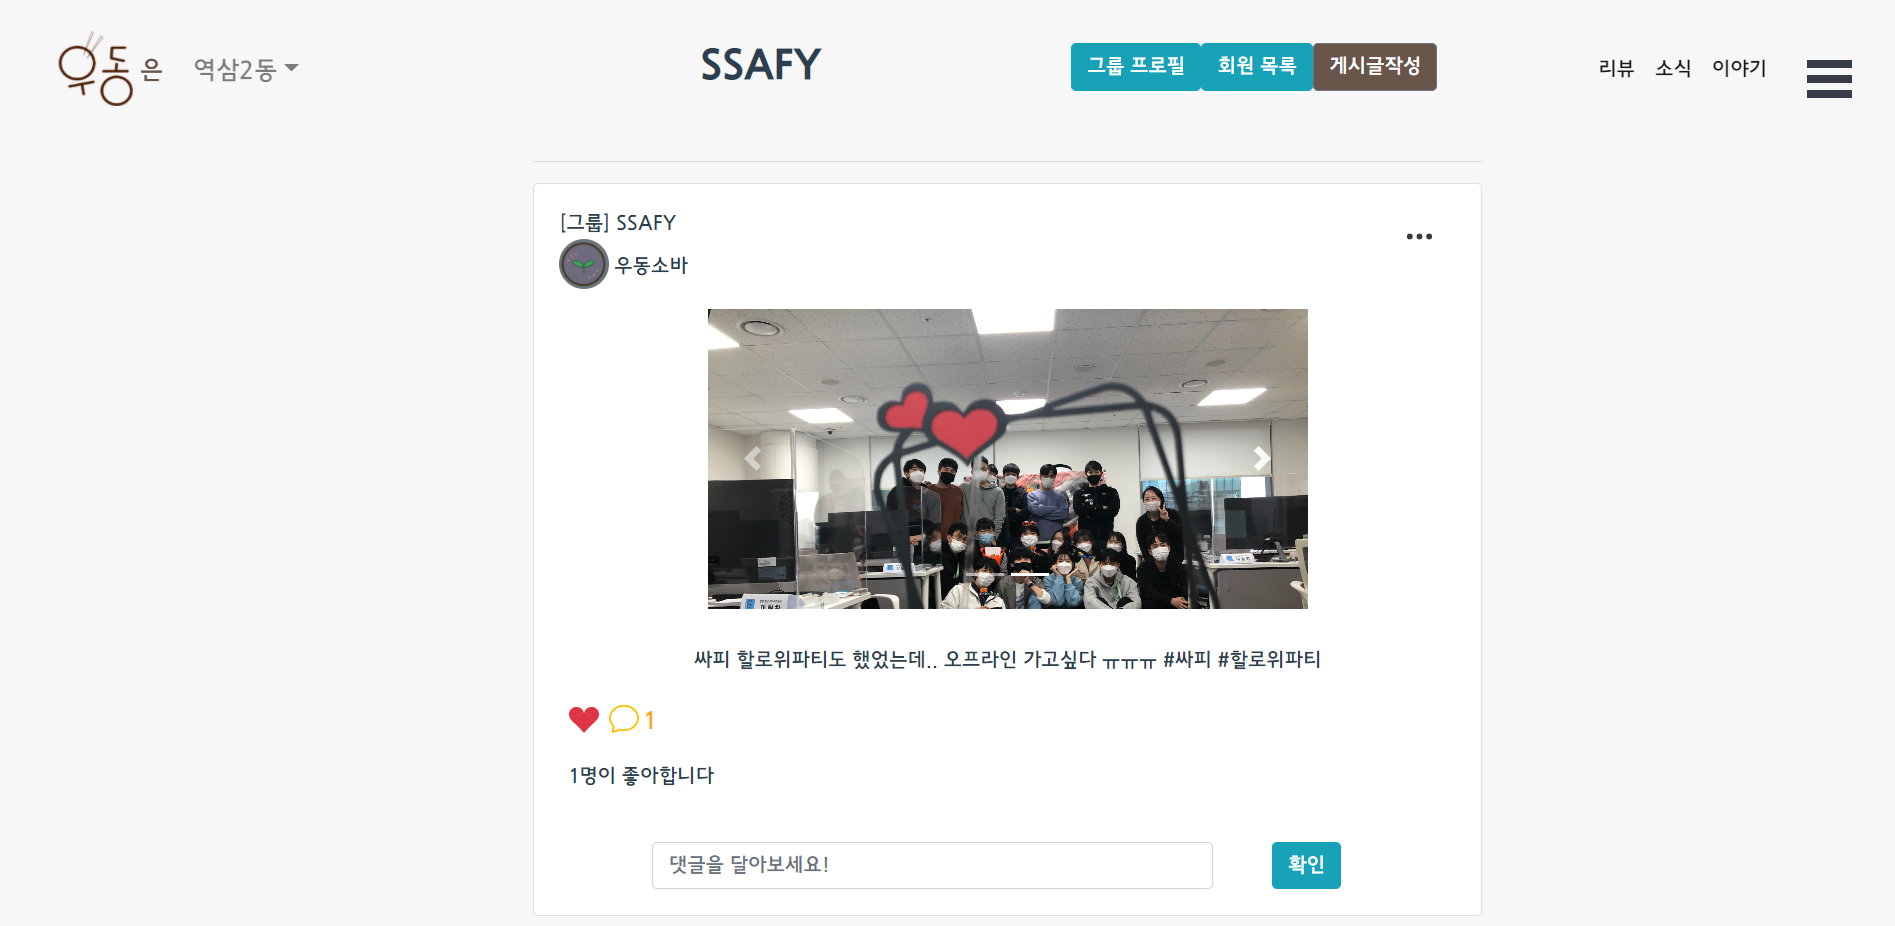 우동은 역삼2동
SSAFY
그룹 프로필 회원 목록 게시글작성
리뷰 소식 이야기
[그룹] SSAFY
우동소바
싸피 할로위파티도 했었는데.. 오프라인 가고싶다 ㅠㅠㅠ #싸피 #할로위파티
1
1명이 좋아합니다
댓글을 달아보세요! 확인